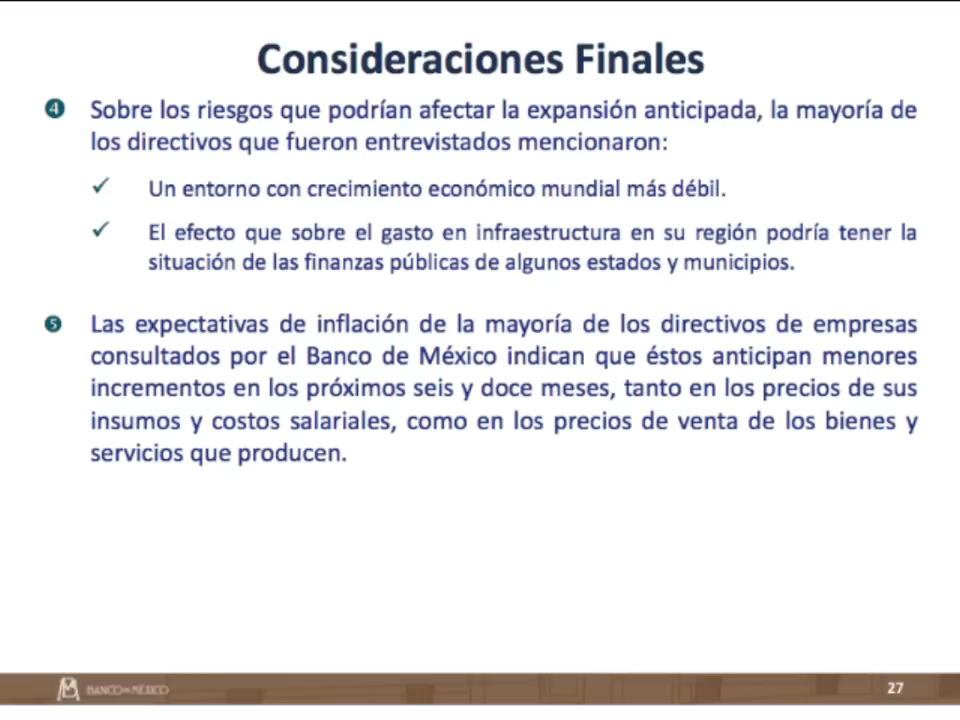 Consideraciones Finales
4 Sobre los riesgos que podrían afectar la expansión anticipada, la mayoría de
los directivos que fueron entrevistados mencionaron:
✓ Un entorno con crecimiento económico mundial más débil.
✓ El efecto que sobre el gasto en infraestructura en su región podría tener la
situación de las finanzas públicas de algunos estados y municipios.
5 Las expectativas de inflación de la mayoría de los directivos de empresas
consultados por el Banco de México indican que éstos anticipan menores
incrementos en los próximos seis y doce meses, tanto en los precios de sus
insumos y costos salariales, como en los precios de venta de los bienes y
servicios que producen.
BANCO DE MÉXICO
27